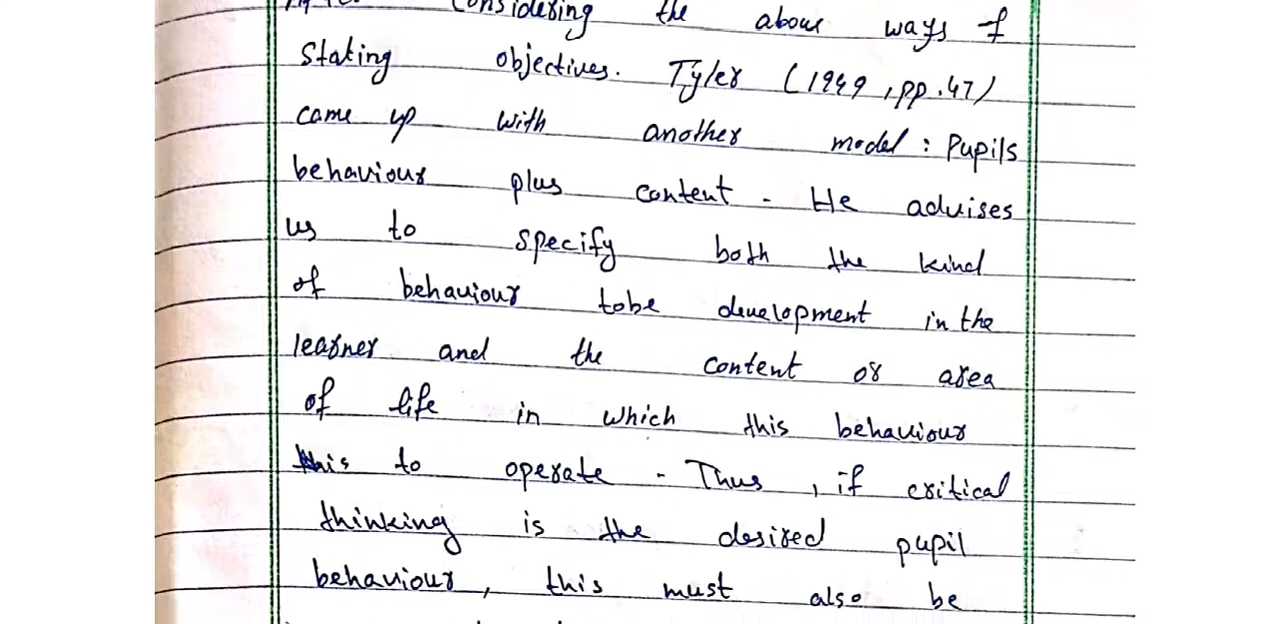 considering the above ways of
stating objectives. Tyler (1949, pp.47)
came up with another model: Pupils
behaviour plus content. He advises
us to specify both the kind
of behaviour tobe development in the
learner and the content or area
of life in which this behaviour
this to operate. Thus, if critical
thinking is the desired pupil
behaviour, this must also be